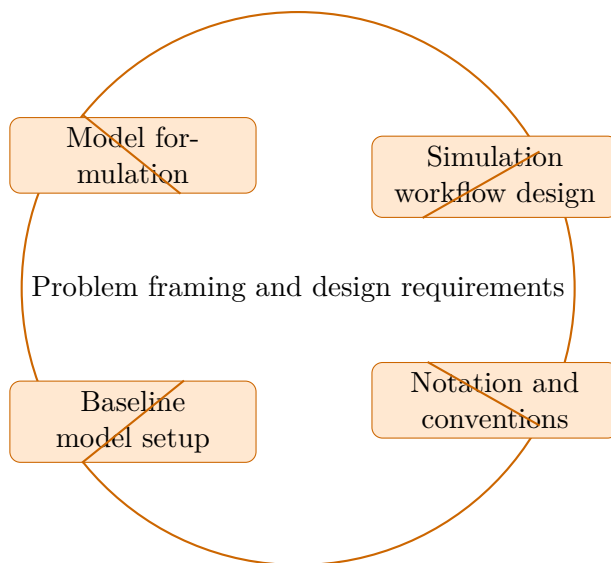 Model for-
mulation
Simulation
workflow design
Problem framing and design requirements
Baseline
model setup
Notation and
conventions